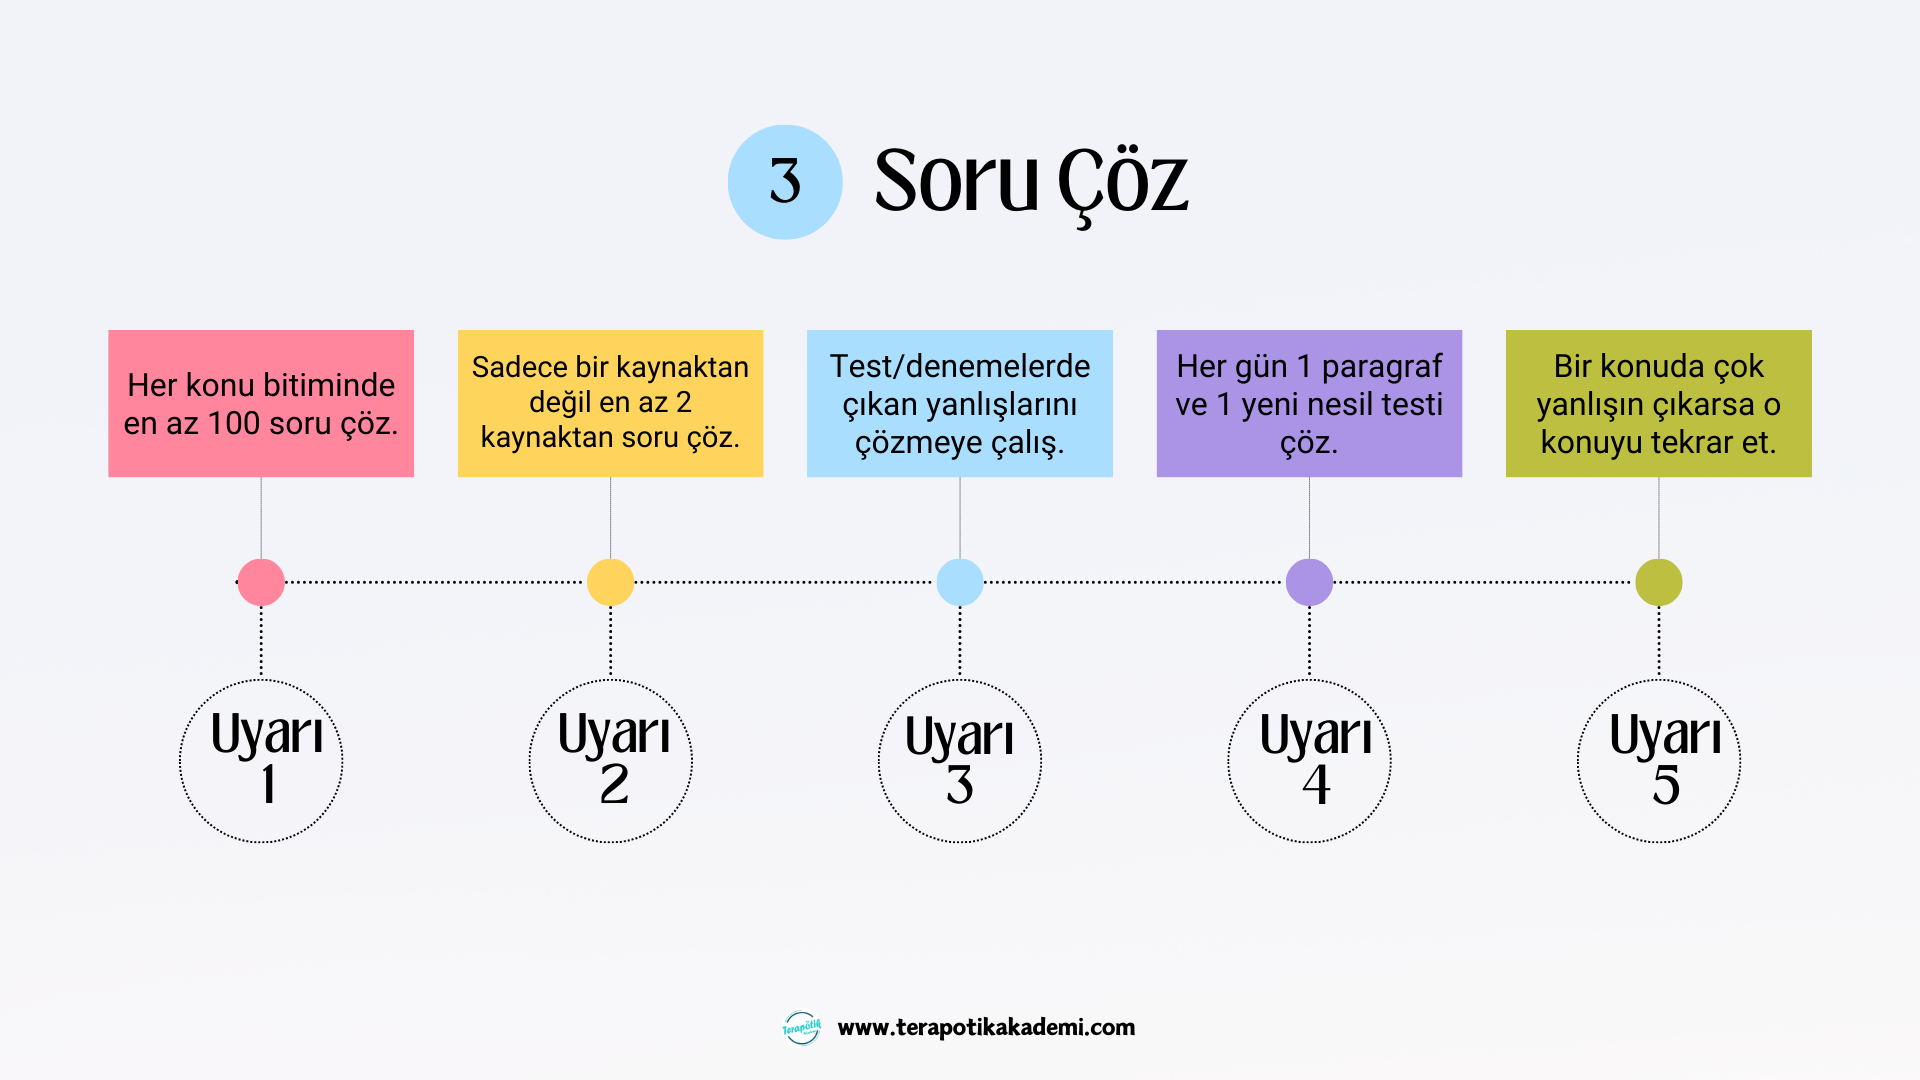 3
Soru Çöz
Her konu bitiminde
en az 100 soru çöz.
Sadece bir kaynaktan
değil en az 2
kaynaktan soru çöz.
Test/denemelerde
çıkan yanlışlarını
çözmeye çalış.
Her gün 1 paragraf
ve 1 yeni nesil testi
çöz.
Bir konuda çok
yanlışın çıkarsa o
konuyu tekrar et.
Uyarı
1
Uyarı
2
Uyarı
3
Uyarı
4
Uyarı
5
Terapötik
www.terapotikakademi.com